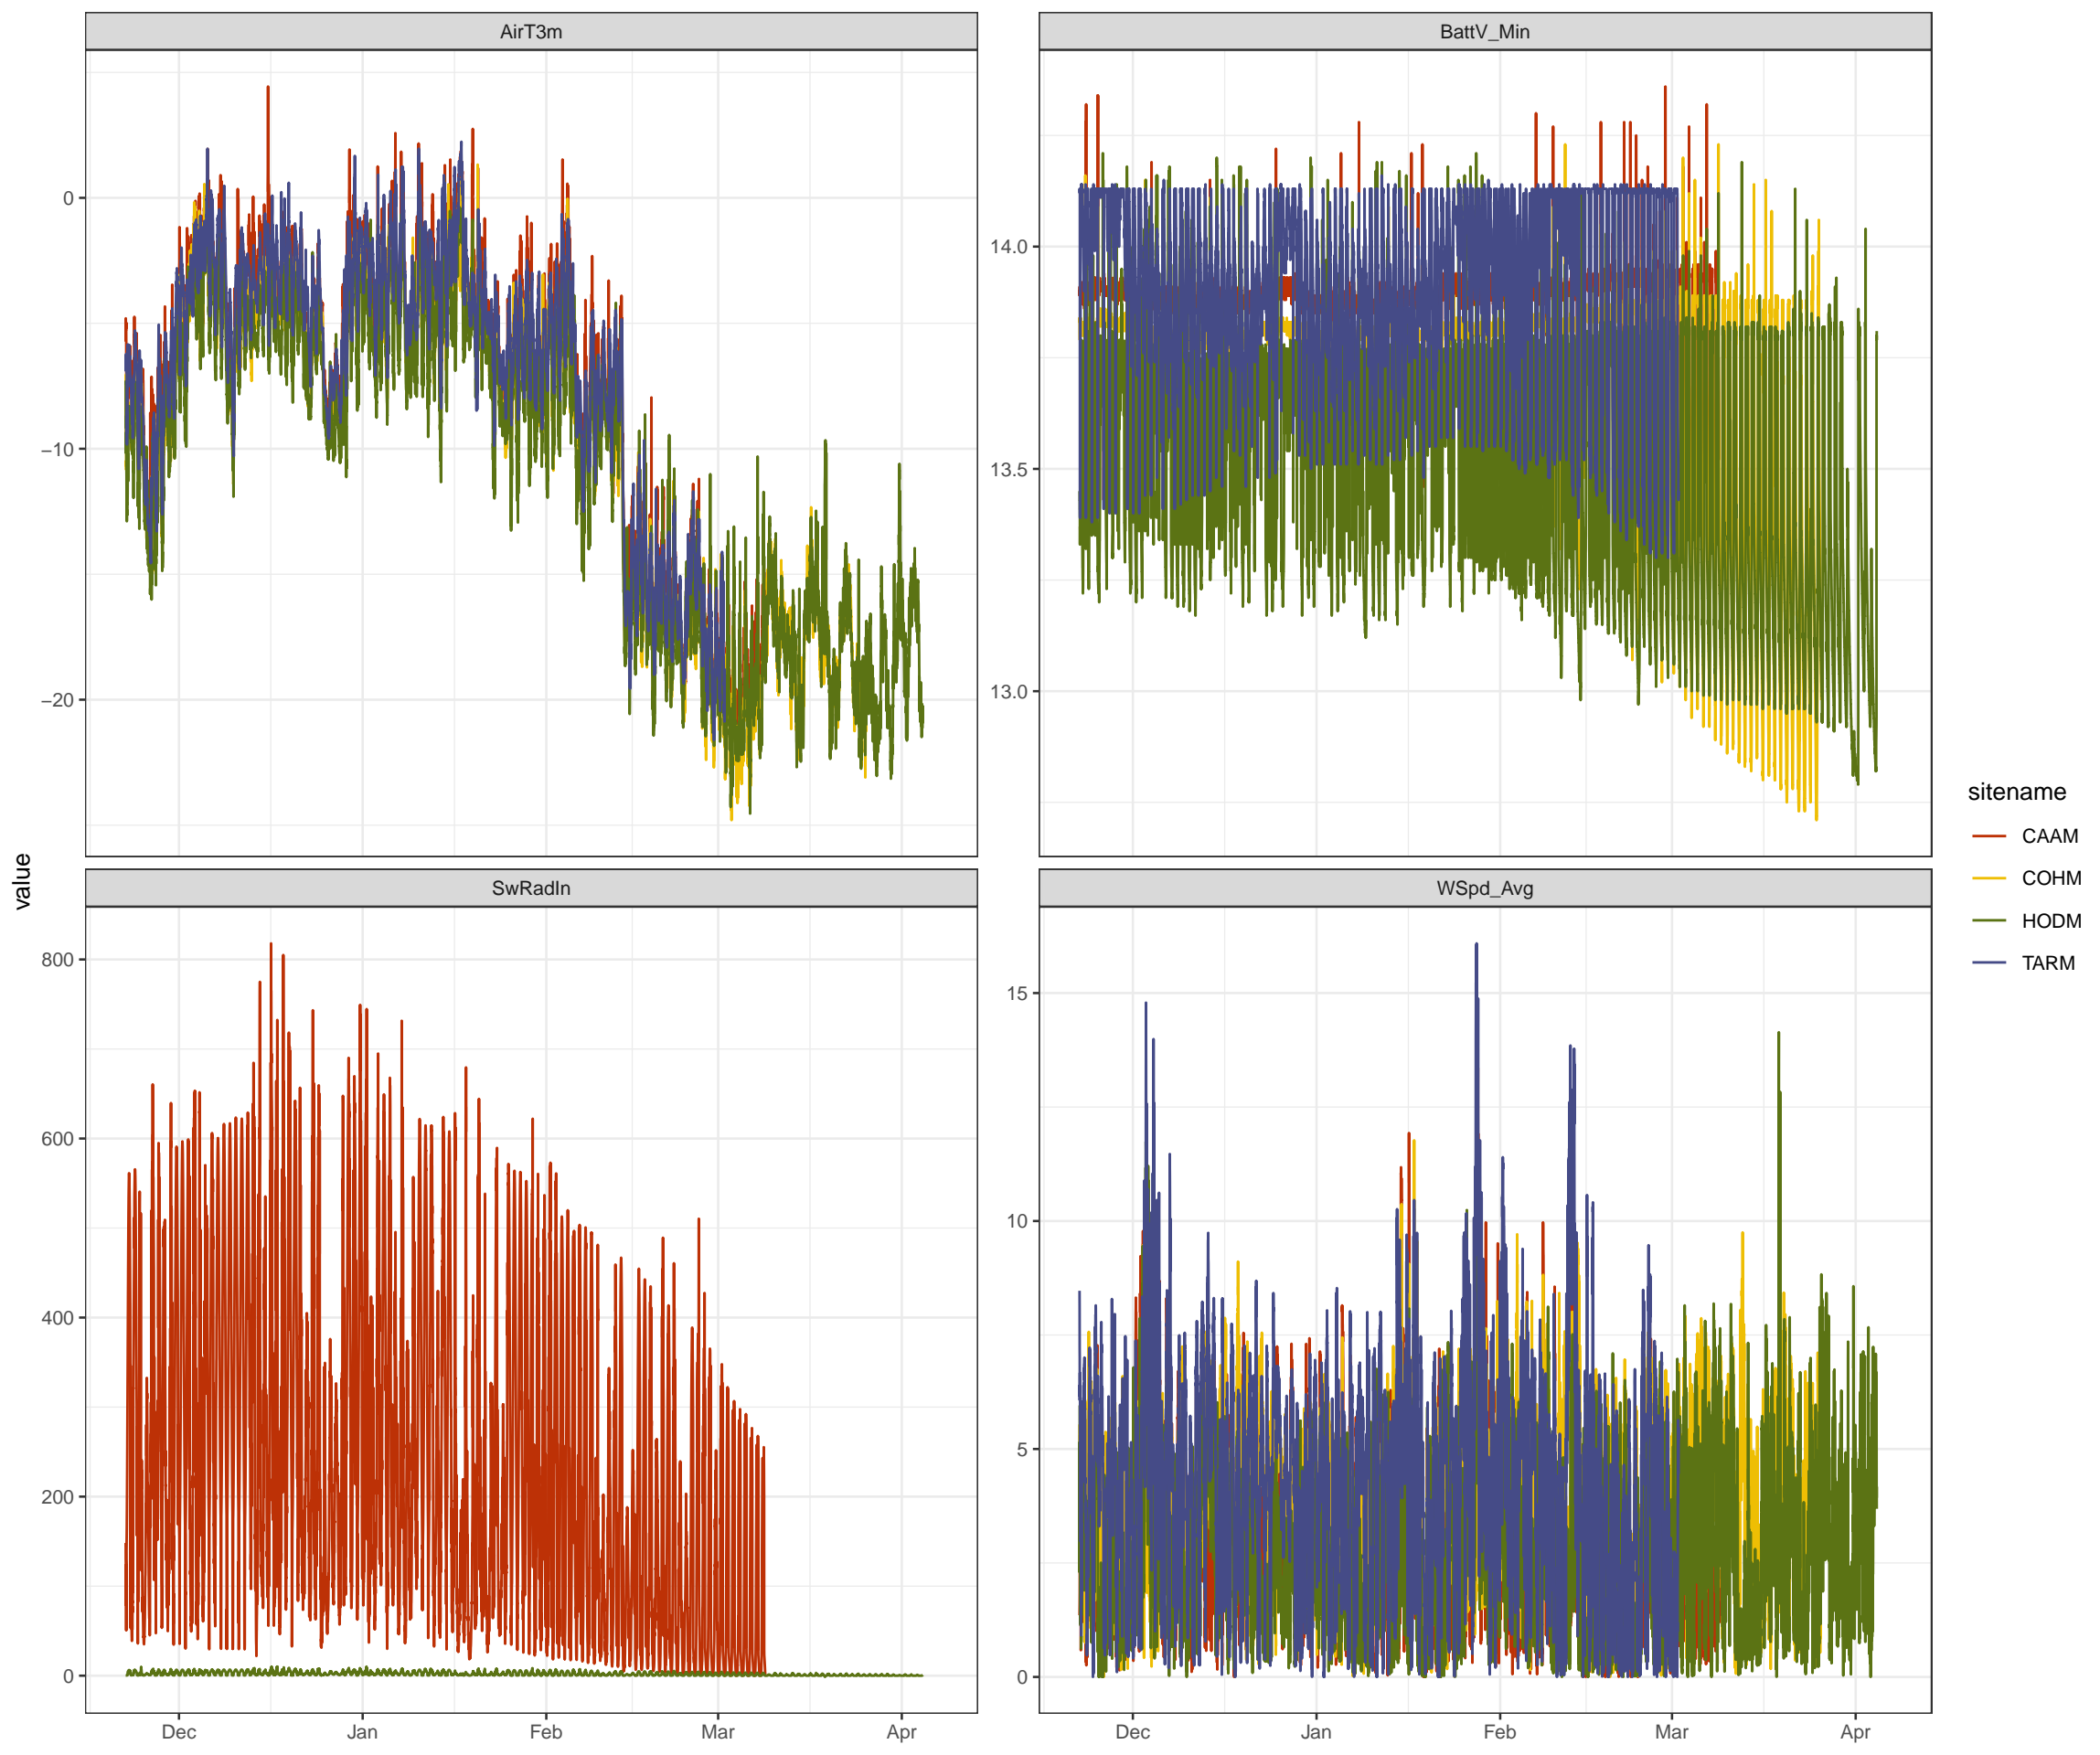 AirT3m
BattV_Min
0
−10
−20
14.0
13.5
13.0
value
SwRadIn
WSpd_Avg
800
600
400
200
0
15
10
5
0
Dec Jan Feb Mar Apr
Dec Jan Feb Mar Apr
sitename
CAAM
COHM
HODM
TARM